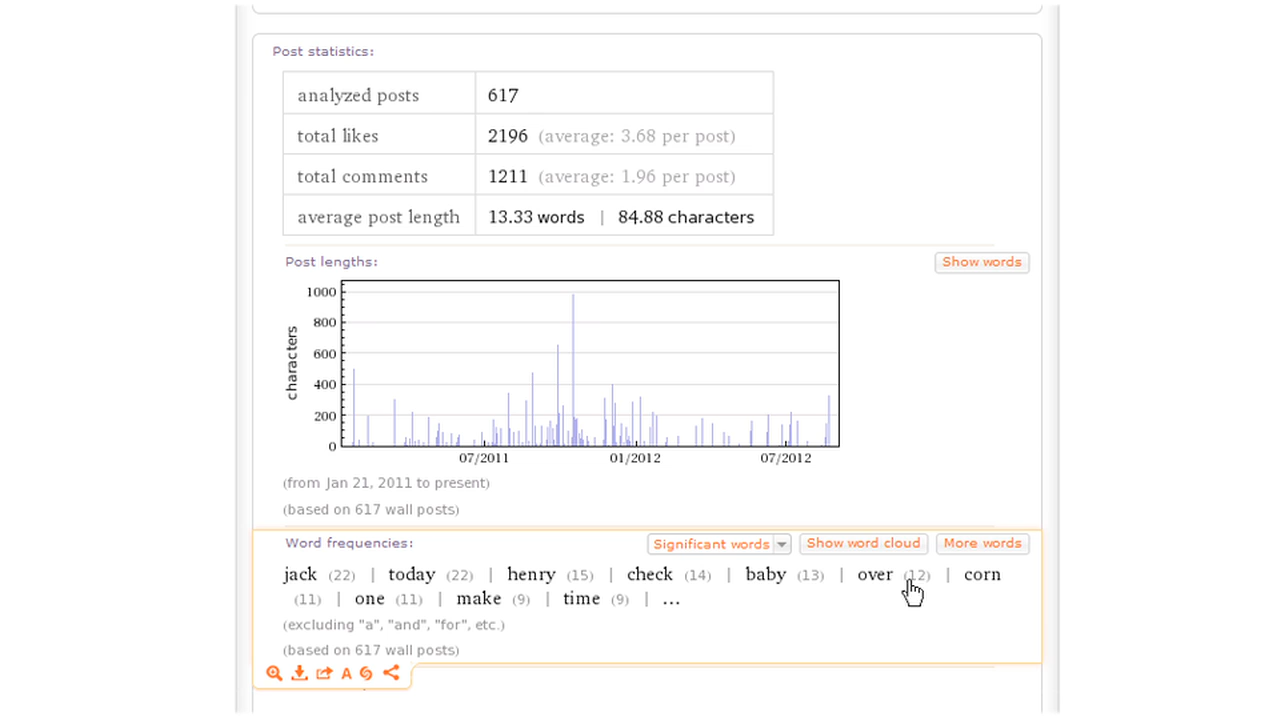 Post statistics:
analyzed posts 617
total likes 2196 (average: 3.68 per post)
total comments 1211 (average: 1.96 per post)
average post length 13.33 words | 84.88 characters
Post lengths: Show words
1000
800
600
400
200
0
characters
07/2011 01/2012 07/2012
(from Jan 21, 2011 to present)
(based on 617 wall posts)
Word frequencies: Significant words Show word cloud More words
jack (22) | today (22) | henry (15) | check (14) | baby (13) | over (12) | corn
(11) | one (11) | make (9) | time (9) | ...
(excluding "a", "and", "for", etc.)
(based on 617 wall posts)
A